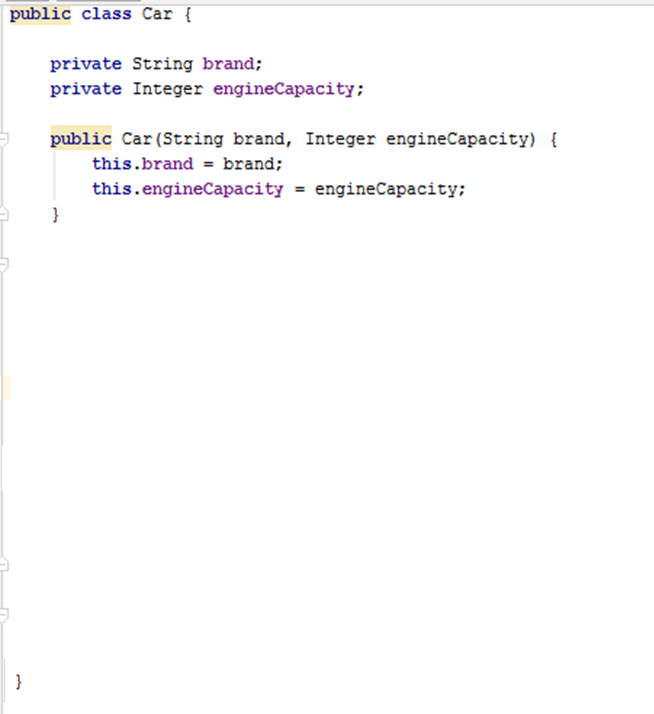 public class Car {
private String brand;
private Integer engineCapacity;
public Car(String brand, Integer engineCapacity) {
this.brand = brand;
this.engineCapacity = engineCapacity;
}
}